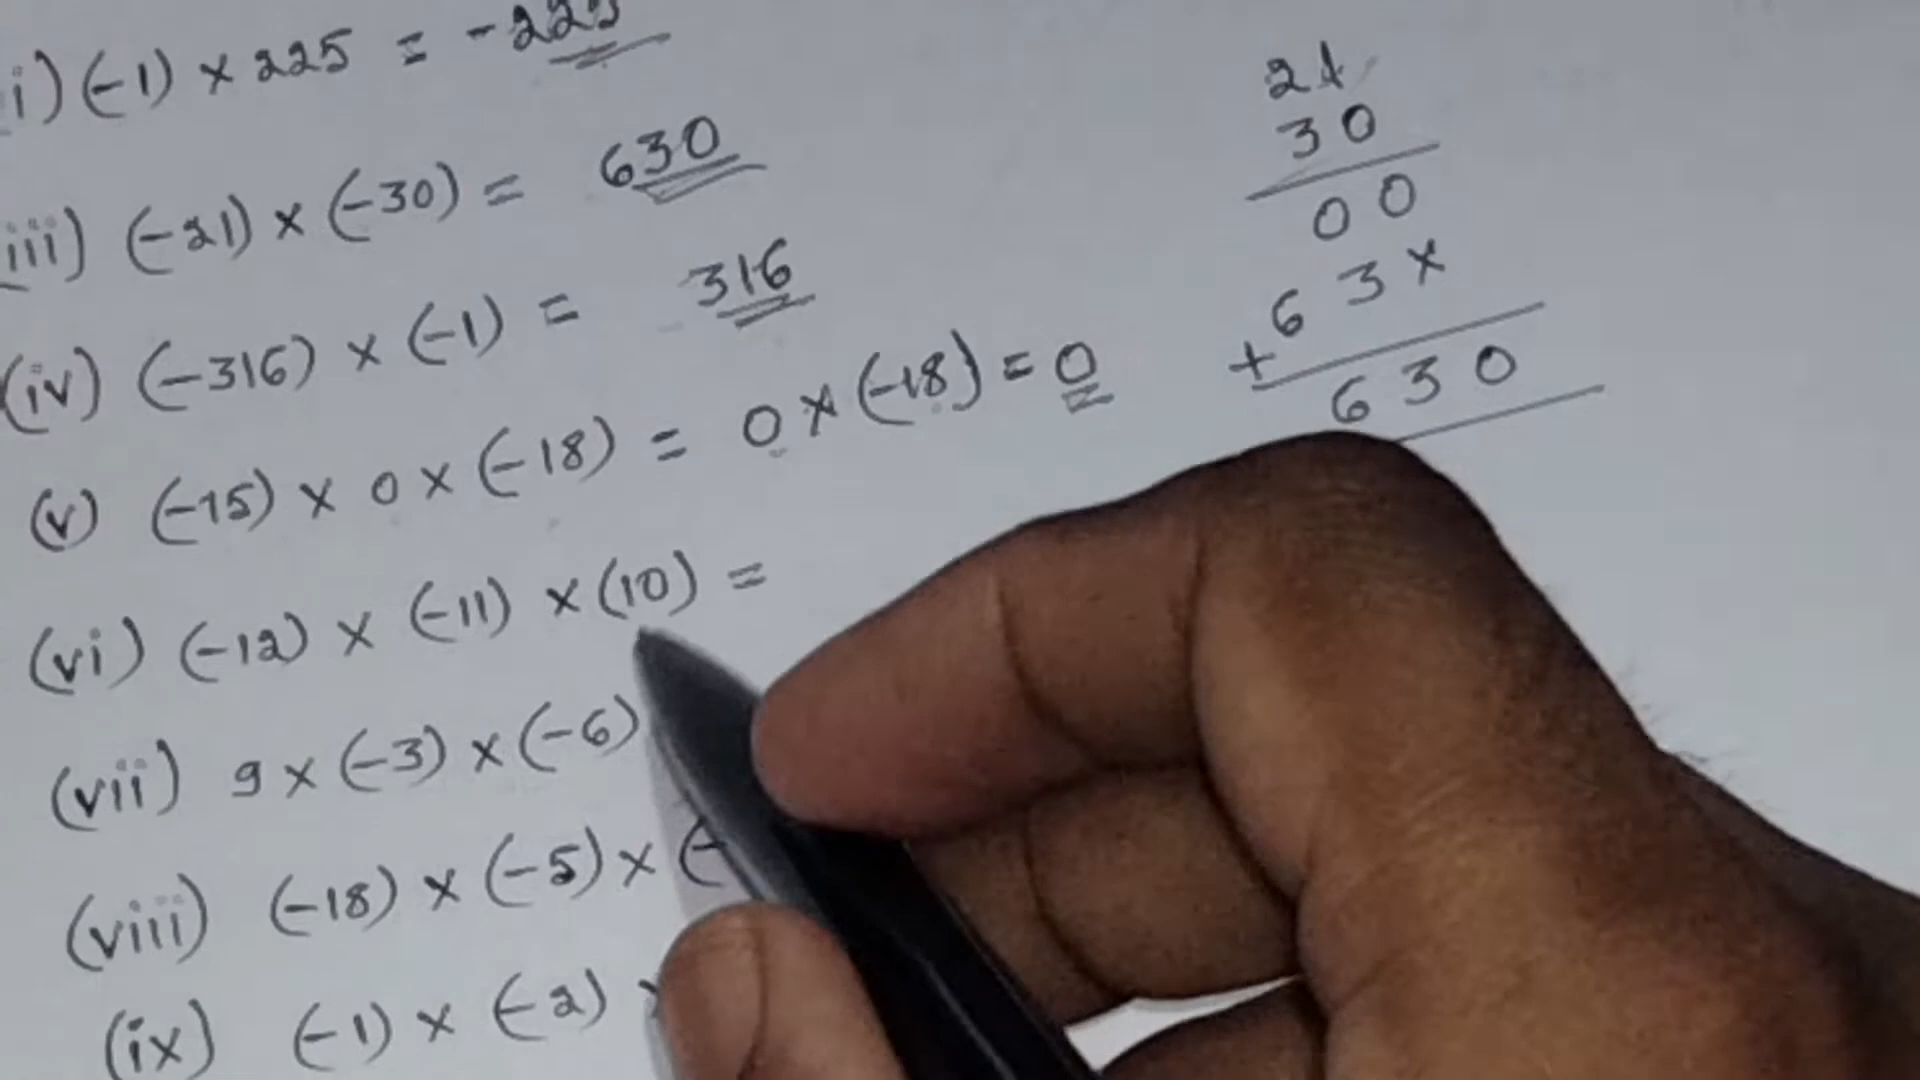 i) (-1) × 225 = -225
(iii) (-21) × (-30) = 630
(iv) (-316) × (-1) = 316
(v) (-15) × 0 × (-18) = 0 × (-18) = 0
(vi) (-12) × (-11) × (10) =
(vii) 9 × (-3) × (-6)
(viii) (-18) × (-5) × (-
(ix) (-1) × (-2) ×
21
30
00
+ 63×
630